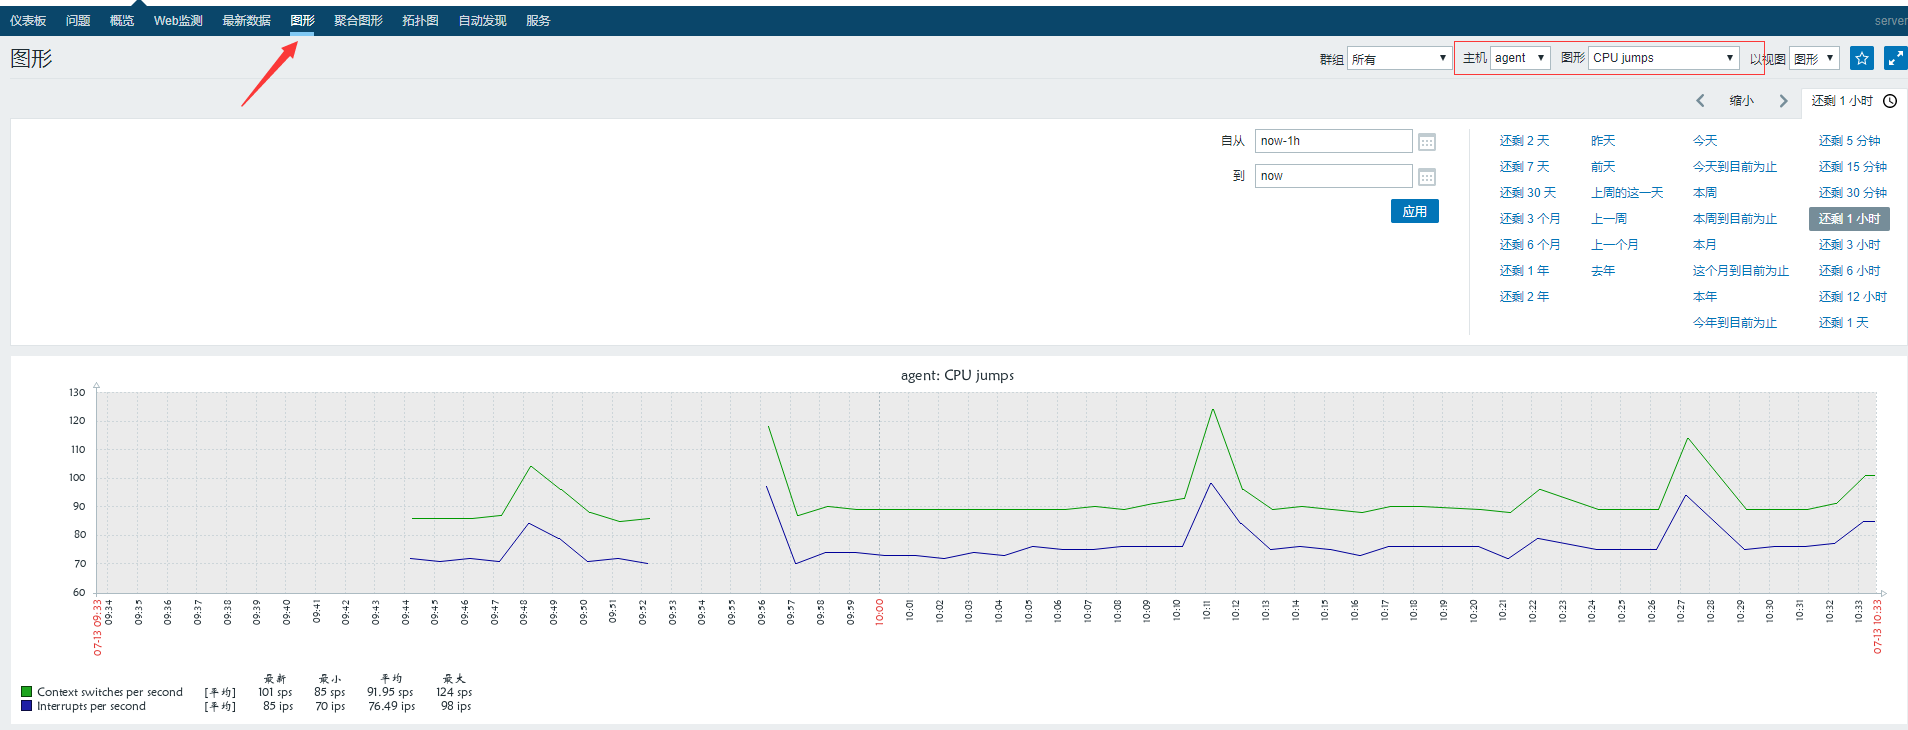 仪表板 问题 概览 Web监测 最新数据 图形 聚合图形 拓扑图 自动发现 服务 server
图形 群组 所有 主机 agent 图形 CPU jumps 以视图 图形
缩小 还剩 1 小时
自从 now-1h
到 now
应用
还剩 2 天 昨天 今天 还剩 5 分钟
还剩 7 天 前天 今天到目前为止 还剩 15 分钟
还剩 30 天 上周的这一天 本周 还剩 30 分钟
还剩 3 个月 上一周 本周到目前为止 还剩 1 小时
还剩 6 个月 上一个月 本月 还剩 3 小时
还剩 1 年 去年 这个月到目前为止 还剩 6 小时
还剩 2 年 本年 还剩 12 小时
今年到目前为止 还剩 1 天
agent: CPU jumps
130
120
110
100
90
80
70
60
07-13 09:33 09:34 09:35 09:36 09:37 09:38 09:39 09:40 09:41 09:42 09:43 09:44 09:45 09:46 09:47 09:48 09:49 09:50 09:51 09:52 09:53 09:54 09:55 09:56 09:57 09:58 09:59 10:00 10:01 10:02 10:03 10:04 10:05 10:06 10:07 10:08 10:09 10:10 10:11 10:12 10:13 10:14 10:15 10:16 10:17 10:18 10:19 10:20 10:21 10:22 10:23 10:24 10:25 10:26 10:27 10:28 10:29 10:30 10:31 10:32 10:33 07-13 10:33
最新 最小 平均 最大
Context switches per second [平均] 101 sps 85 sps 91.95 sps 124 sps
Interrupts per second [平均] 85 ips 70 ips 76.49 ips 98 ips